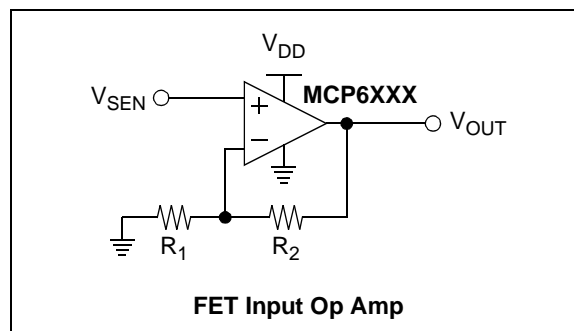 V_DD
MCP6XXX
V_SEN
+
−
V_OUT
R_1
R_2
FET Input Op Amp